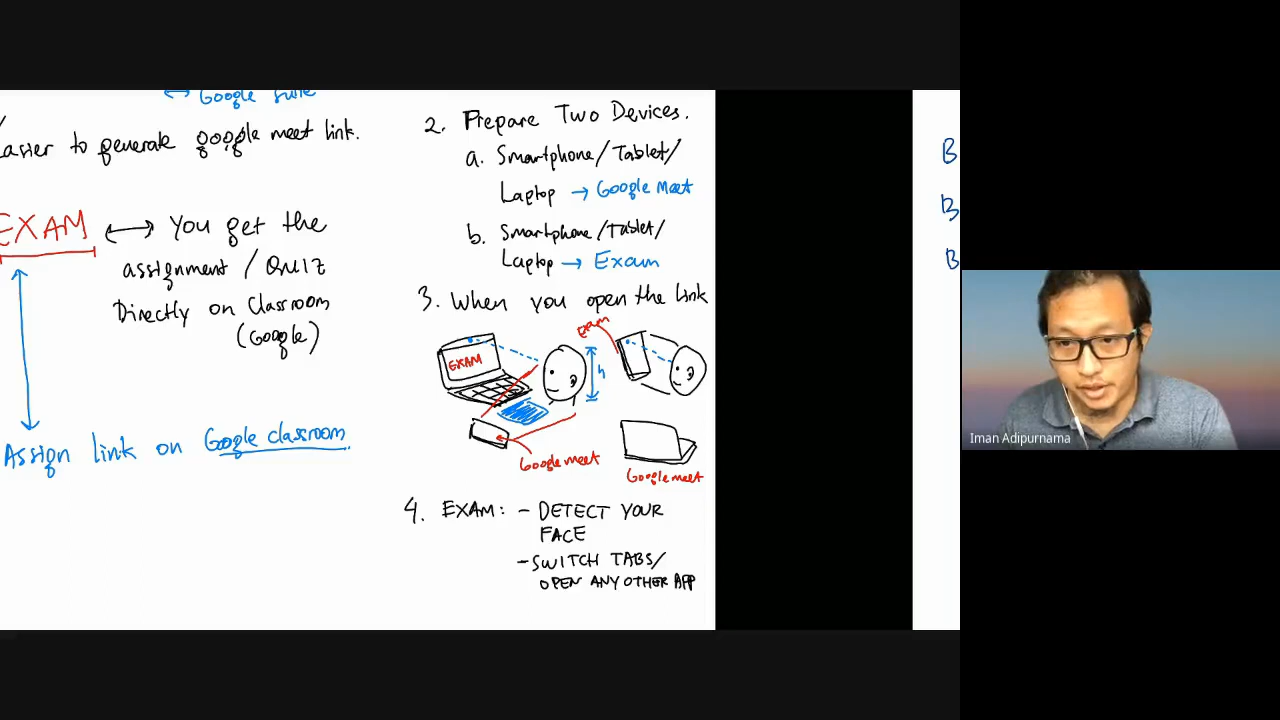 Google Suite
easier to generate google meet link.
EXAM ↔ You get the
assignment / QUIZ
Directly on Classroom
(Google)
Assign link on Google classroom.
2. Prepare Two Devices.
a. Smartphone/Tablet/
Laptop → Google Meet
b. Smartphone/Tablet/
Laptop → Exam
3. When you open the link
EXAM
h
Exam
Google meet
Google meet
4. EXAM: - DETECT YOUR
FACE
- SWITCH TABS/
OPEN ANY OTHER APP
B
B
B
Iman Adipurnama